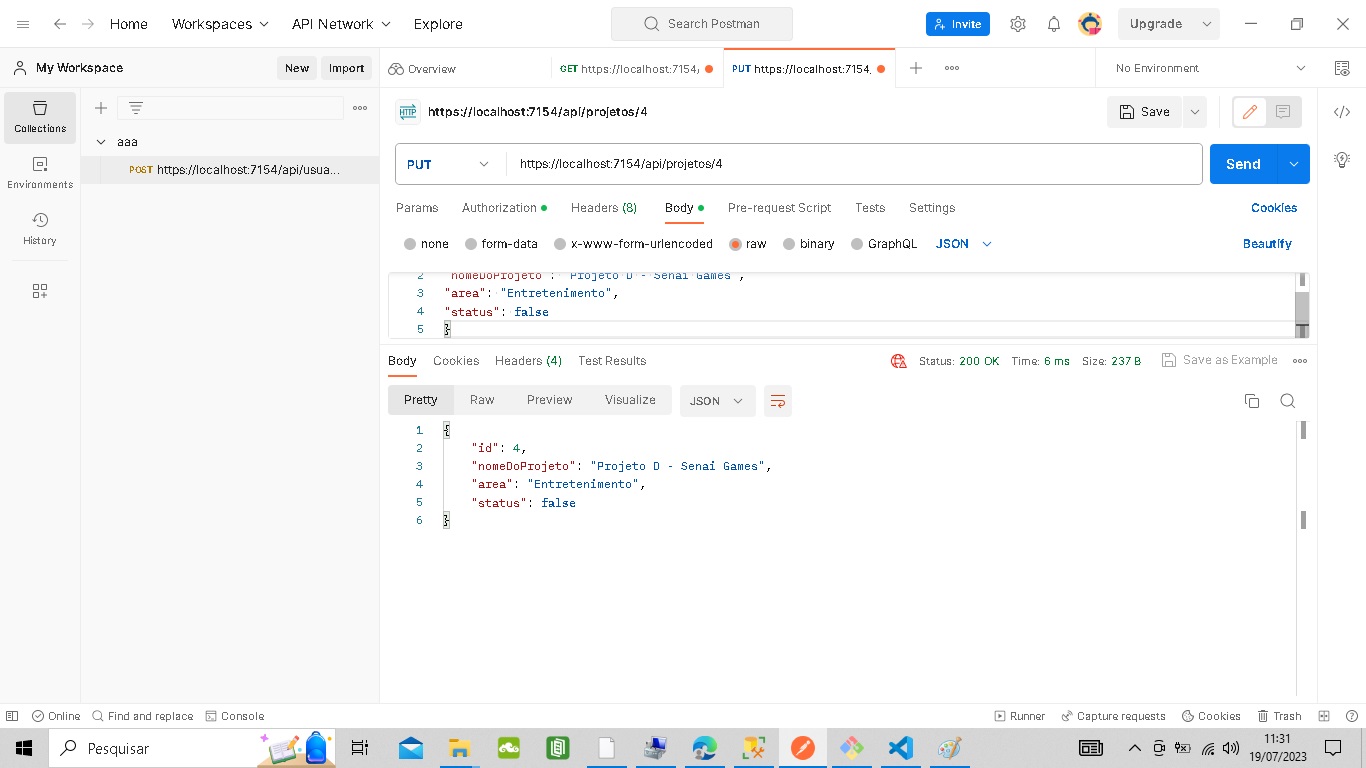 Home Workspaces API Network Explore Search Postman Invite Upgrade
My Workspace New Import Overview GET https://localhost:7154/ PUT https://localhost:7154. No Environment
Collections
Environments
History
aaa
POST https://localhost:7154/api/usua...
HTTP https://localhost:7154/api/projetos/4 Save
PUT https://localhost:7154/api/projetos/4 Send
Params Authorization Headers (8) Body Pre-request Script Tests Settings Cookies
none form-data x-www-form-urlencoded raw binary GraphQL JSON Beautify
2 "nomeDoProjeto": "Projeto D - Senai Games",
3 "area": "Entretenimento",
4 "status": false
5 }
Body Cookies Headers (4) Test Results Status: 200 OK Time: 6 ms Size: 237 B Save as Example
Pretty Raw Preview Visualize JSON
1 {
2 "id": 4,
3 "nomeDoProjeto": "Projeto D - Senai Games",
4 "area": "Entretenimento",
5 "status": false
6 }
Online Find and replace Console Runner Capture requests Cookies Trash
Pesquisar
11:31
19/07/2023